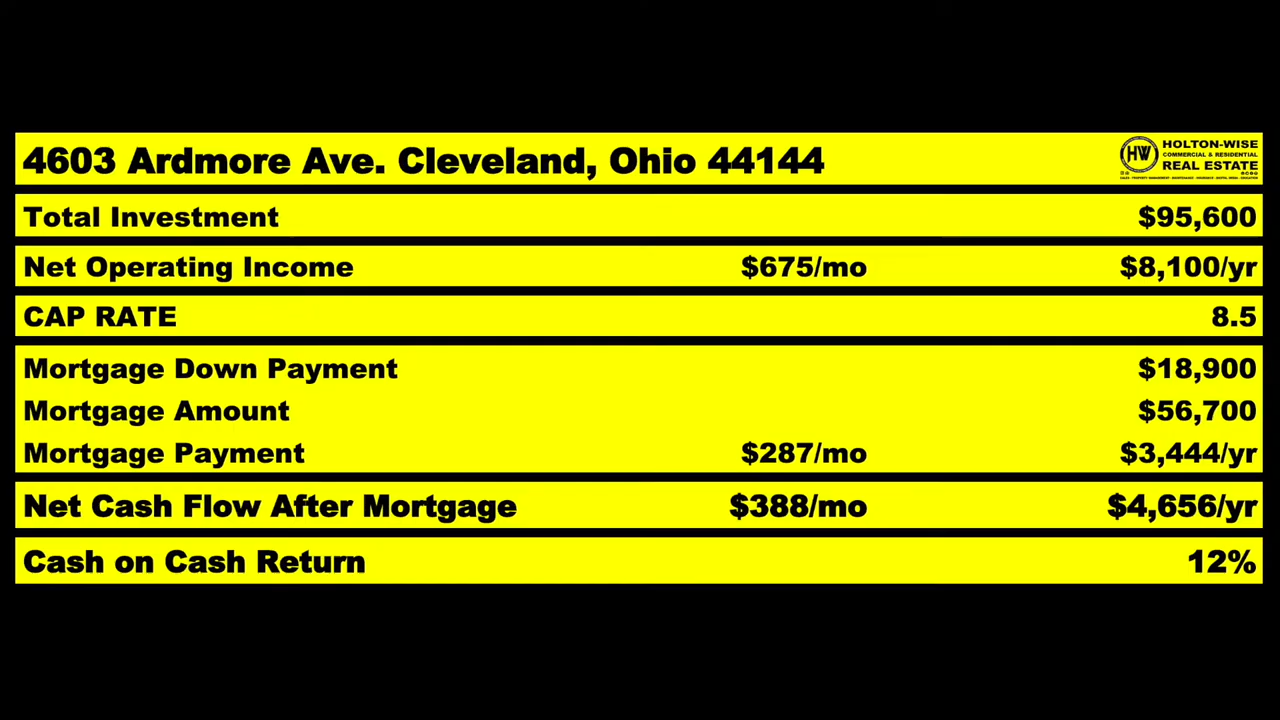 4603 Ardmore Ave. Cleveland, Ohio 44144
HW
HOLTON-WISE
COMMERCIAL & RESIDENTIAL
REAL ESTATE
Total Investment $95,600
Net Operating Income $675/mo $8,100/yr
CAP RATE 8.5
Mortgage Down Payment $18,900
Mortgage Amount $56,700
Mortgage Payment $287/mo $3,444/yr
Net Cash Flow After Mortgage $388/mo $4,656/yr
Cash on Cash Return 12%